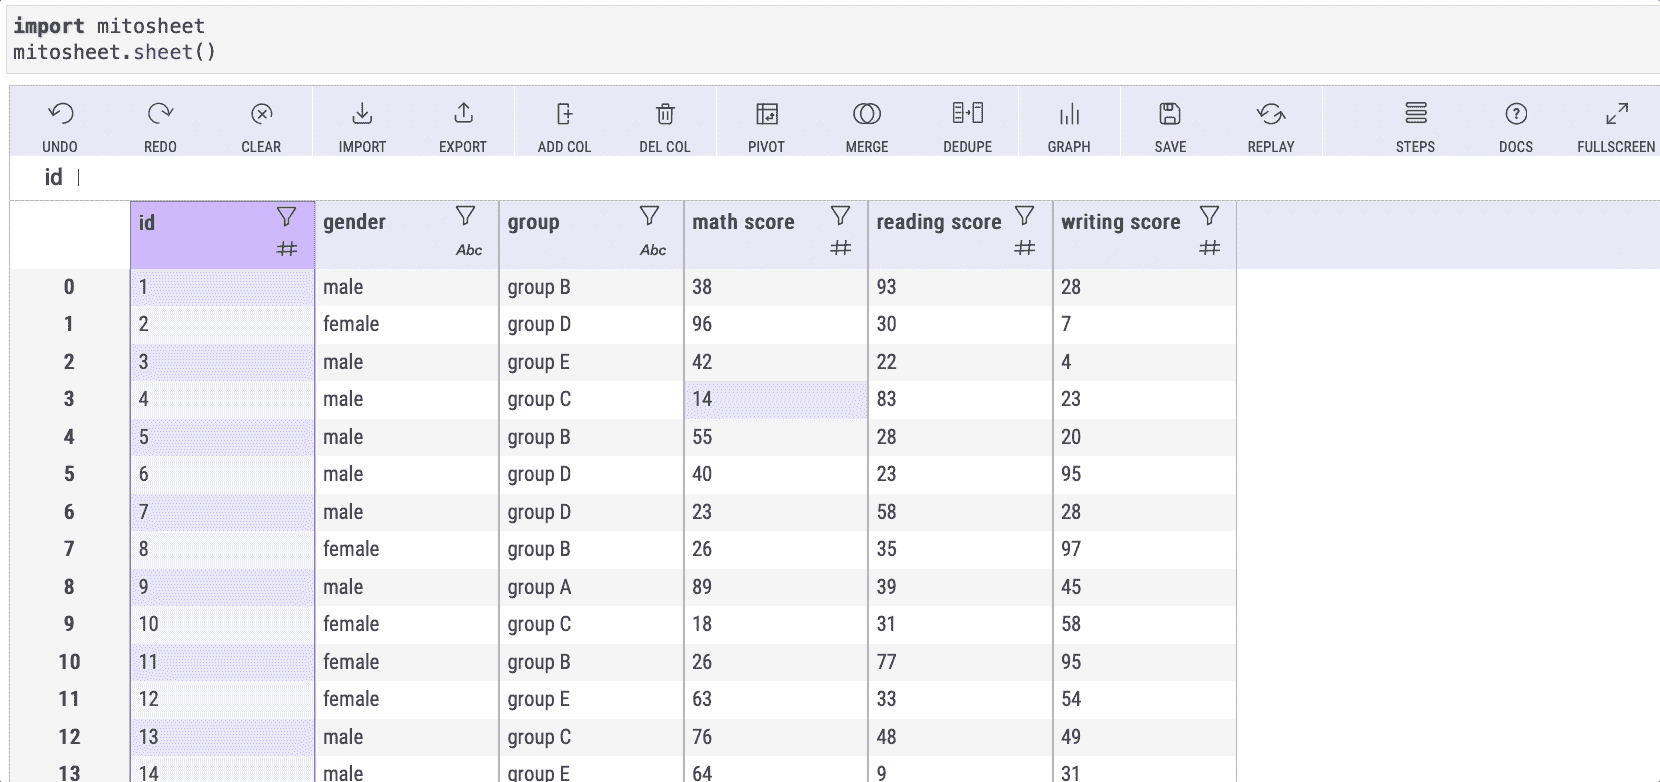 import mitosheet
mitosheet.sheet()
UNDO REDO CLEAR IMPORT EXPORT ADD COL DEL COL PIVOT MERGE DEDUPE GRAPH SAVE REPLAY STEPS DOCS FULLSCREEN
id
id gender group math score reading score writing score
# Abc Abc # # #
0 1 male group B 38 93 28
1 2 female group D 96 30 7
2 3 male group E 42 22 4
3 4 male group C 14 83 23
4 5 male group B 55 28 20
5 6 male group D 40 23 95
6 7 male group D 23 58 28
7 8 female group B 26 35 97
8 9 male group A 89 39 45
9 10 female group C 18 31 58
10 11 female group B 26 77 95
11 12 female group E 63 33 54
12 13 male group C 76 48 49
13 14 male group E 64 9 31